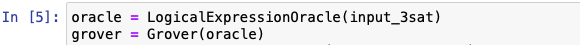 In [5]: oracle = LogicalExpressionOracle(input_3sat)
grover = Grover(oracle)